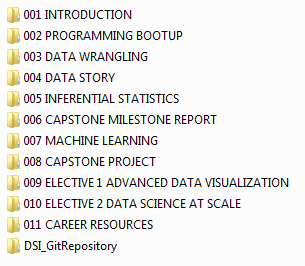 001 INTRODUCTION
002 PROGRAMMING BOOTUP
003 DATA WRANGLING
004 DATA STORY
005 INFERENTIAL STATISTICS
006 CAPSTONE MILESTONE REPORT
007 MACHINE LEARNING
008 CAPSTONE PROJECT
009 ELECTIVE 1 ADVANCED DATA VISUALIZATION
010 ELECTIVE 2 DATA SCIENCE AT SCALE
011 CAREER RESOURCES
DSI_GitRepository